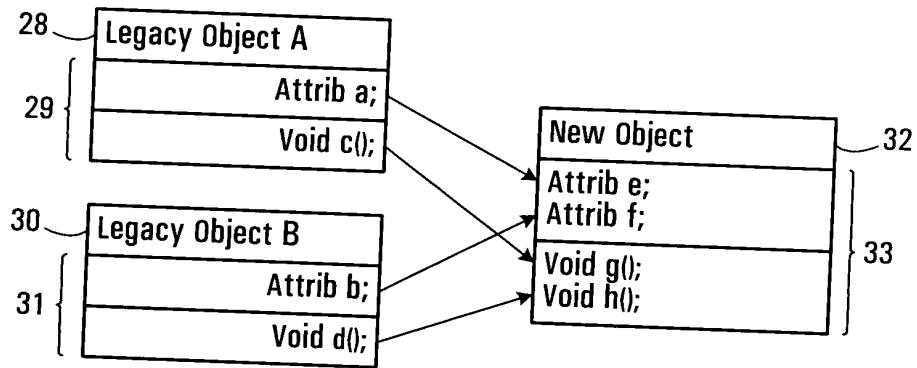 28
Legacy Object A
29
Attrib a;
Void c();
30
Legacy Object B
31
Attrib b;
Void d();
New Object
32
Attrib e;
Attrib f;
33
Void g();
Void h();